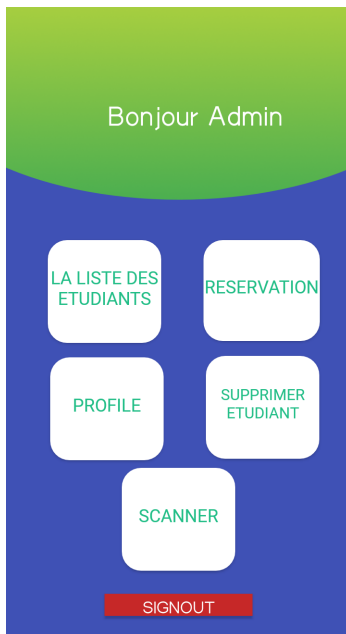 Bonjour Admin
LA LISTE DES
ETUDIANTS
RESERVATION
PROFILE
SUPPRIMER
ETUDIANT
SCANNER
SIGNOUT